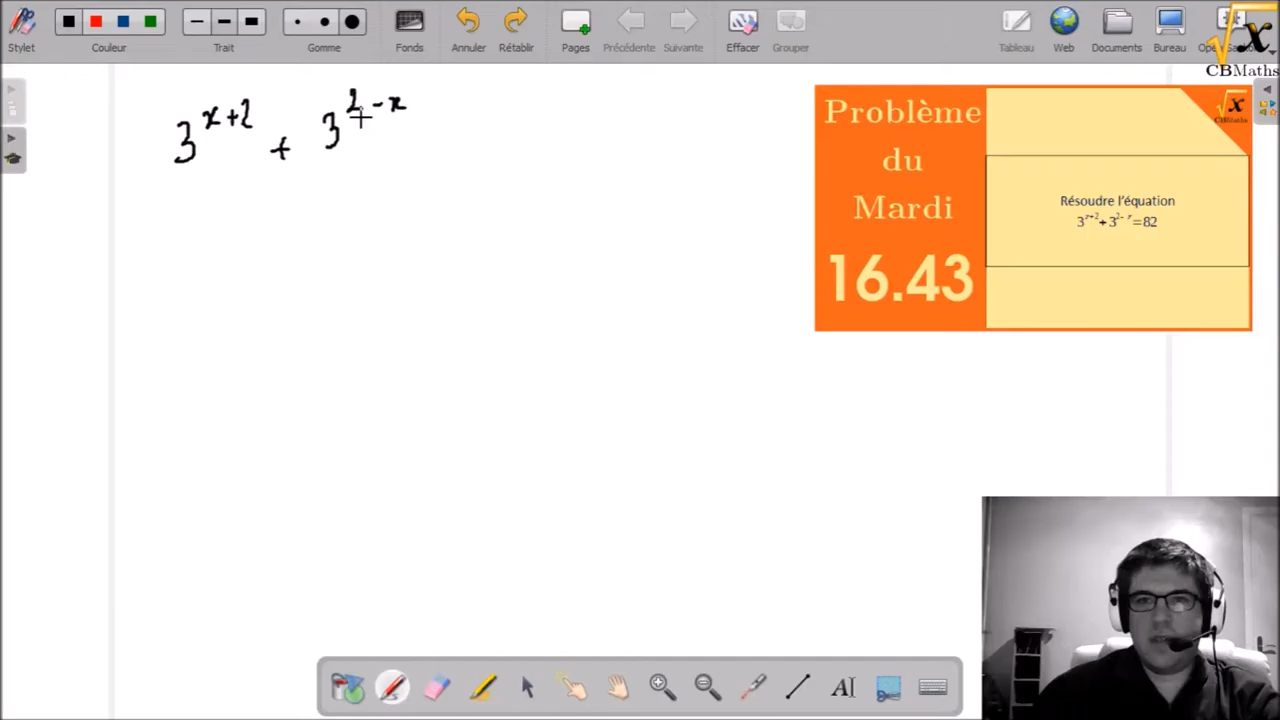 Stylet
Couleur
Trait
Gomme
Fonds
Annuler
Rétablir
Pages
Précédente
Suivante
Effacer
Grouper
Tableau
Web
Documents
Bureau
CBMaths
3^{x+2} + 3^{2-x}
Problème
du
Mardi
16.43
Résoudre l'équation
3^{x+2}+3^{2-x}=82